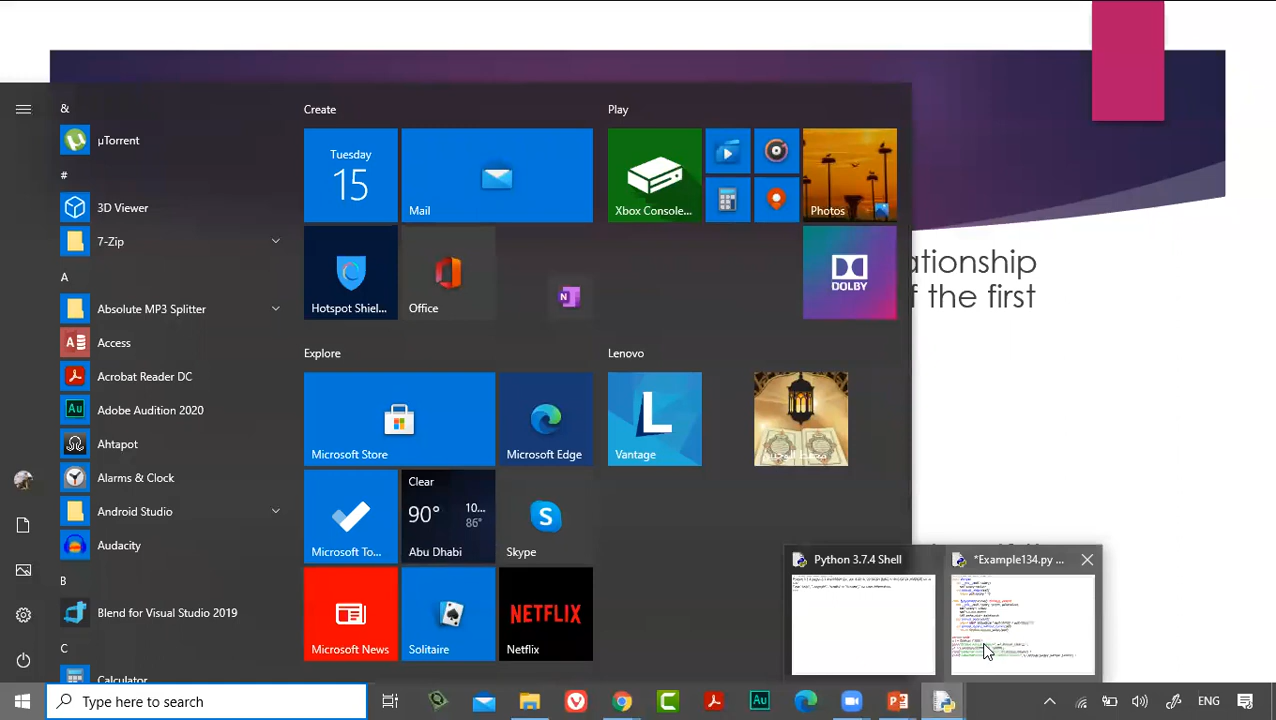 ationship
f the first
&
µTorrent
#
3D Viewer
7-Zip
A
Absolute MP3 Splitter
Access
Acrobat Reader DC
Adobe Audition 2020
Ahtapot
Alarms & Clock
Android Studio
Audacity
B
Blend for Visual Studio 2019
C
Calculator
Create
Tuesday
15
Mail
Hotspot Shiel...
Office
Play
Xbox Console...
Photos
DOLBY
Explore
Microsoft Store
Microsoft Edge
Microsoft To...
Clear
90°
10...
86°
Abu Dhabi
Skype
Microsoft News
Solitaire
NETFLIX
Netflix
Lenovo
Vantage
Python 3.7.4 Shell
*Example134.py ...
Type here to search
ENG